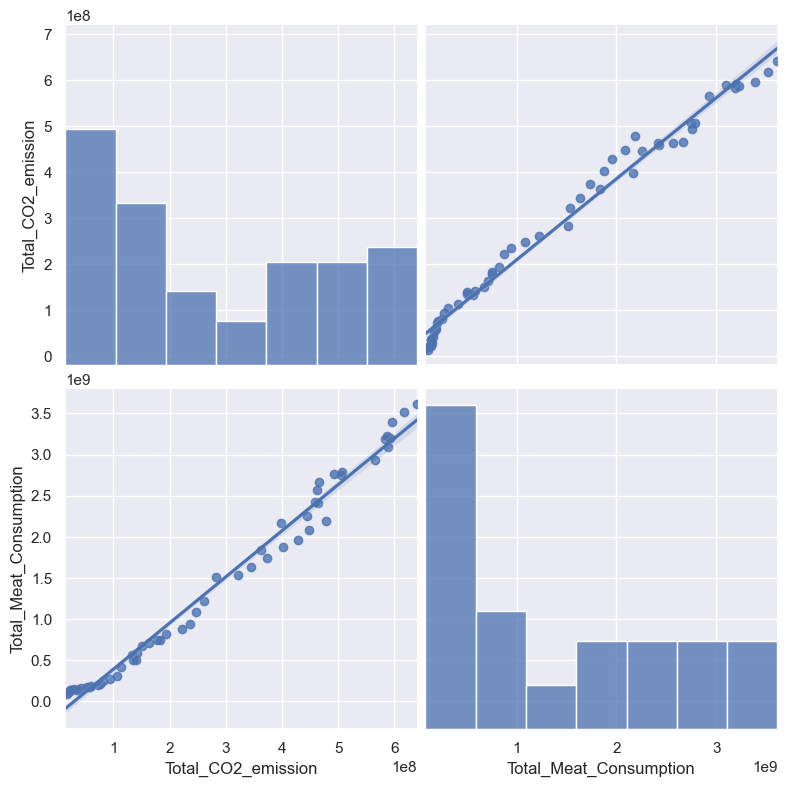 1e8
7
6
5
4
3
2
1
0
Total_CO2_emission
1e9
3.5
3.0
2.5
2.0
1.5
1.0
0.5
0.0
Total_Meat_Consumption
1 2 3 4 5 6
1e8
Total_CO2_emission
1 2 3
1e9
Total_Meat_Consumption